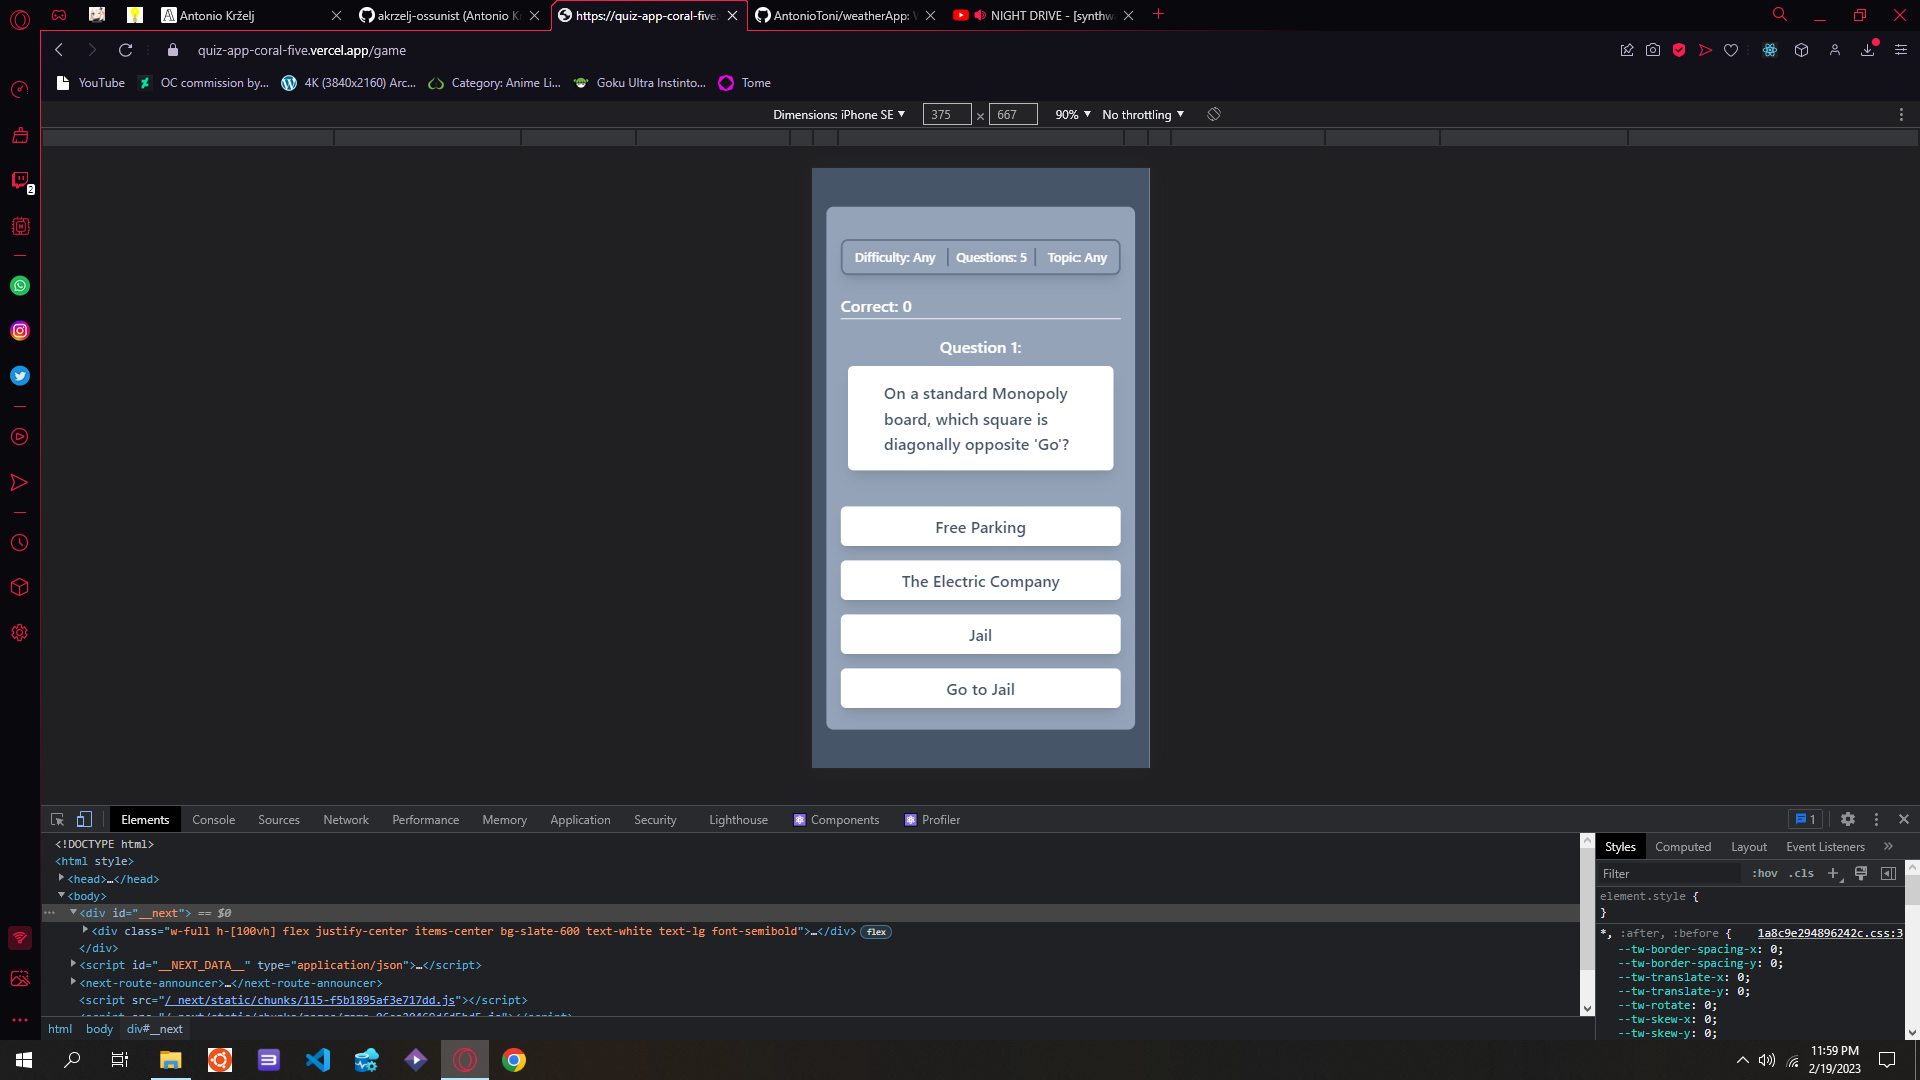 Antonio Krželj
akrzelj-ossunist (Antonio K
https://quiz-app-coral-five.
AntonioToni/weatherApp: W
NIGHT DRIVE - [synthw
quiz-app-coral-five.vercel.app/game
YouTube
OC commission by...
4K (3840x2160) Arc...
Category: Anime Li...
Goku Ultra Instinto...
Tome
Dimensions: iPhone SE
375
×
667
90%
No throttling
2
Difficulty: Any
Questions: 5
Topic: Any
Correct: 0
Question 1:
On a standard Monopoly
board, which square is
diagonally opposite 'Go'?
Free Parking
The Electric Company
Jail
Go to Jail
Elements
Console
Sources
Network
Performance
Memory
Application
Security
Lighthouse
Components
Profiler
1
<!DOCTYPE html>
<html style>
<head>…</head>
<body>
<div id="__next"> == $0
<div class="w-full h-[100vh] flex justify-center items-center bg-slate-600 text-white text-lg font-semibold">…</div> flex
</div>
<script id="__NEXT_DATA__" type="application/json">…</script>
<next-route-announcer>…</next-route-announcer>
<script src="/_next/static/chunks/115-f5b1895af3e717dd.js"></script>
html
body
div#__next
Styles
Computed
Layout
Event Listeners
Filter
:hov
.cls
element.style {
}
*, :after, :before {
1a8c9e294896242c.css:3
--tw-border-spacing-x: 0;
--tw-border-spacing-y: 0;
--tw-translate-x: 0;
--tw-translate-y: 0;
--tw-rotate: 0;
--tw-skew-x: 0;
--tw-skew-y: 0;
11:59 PM
2/19/2023